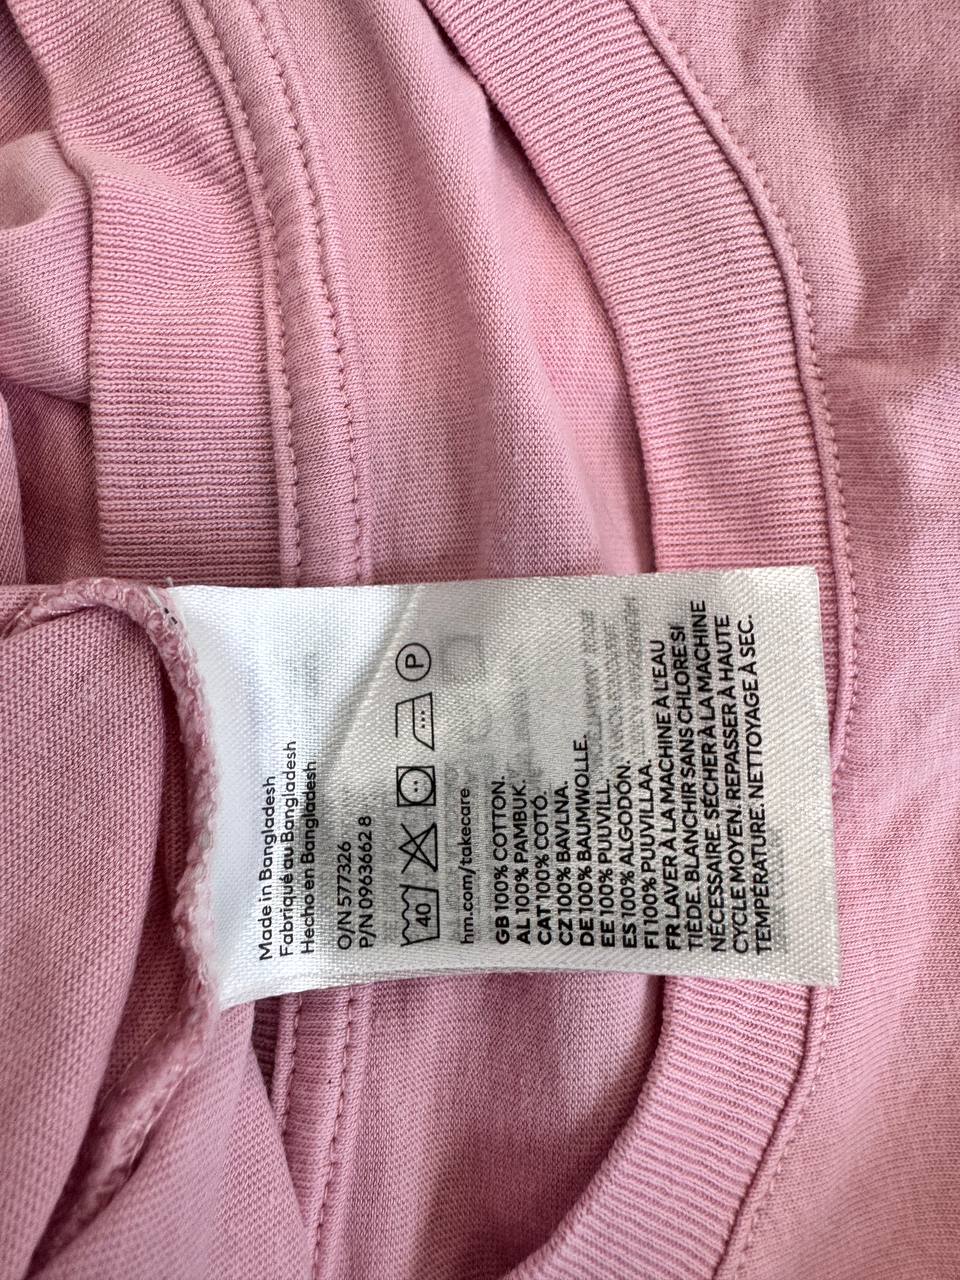 Made in Bangladesh
Fabriqué au Bangladesh
Hecho en Bangladesh
O/N 577326
P/N 0963662 8
40
P
hm.com/takecare
GB 100% COTTON.
AL 100% PAMBUK.
CAT 100% COTÓ.
CZ 100% BAVLNA.
DE 100% BAUMWOLLE.
EE 100% PUUVILL.
ES 100% ALGODÓN.
FI 100% PUUVILLAA.
FR LAVER À LA MACHINE À L'EAU
TIÈDE. BLANCHIR SANS CHLORE SI
NÉCESSAIRE. SÉCHER À LA MACHINE
CYCLE MOYEN. REPASSER À HAUTE
TEMPÉRATURE. NETTOYAGE À SEC.